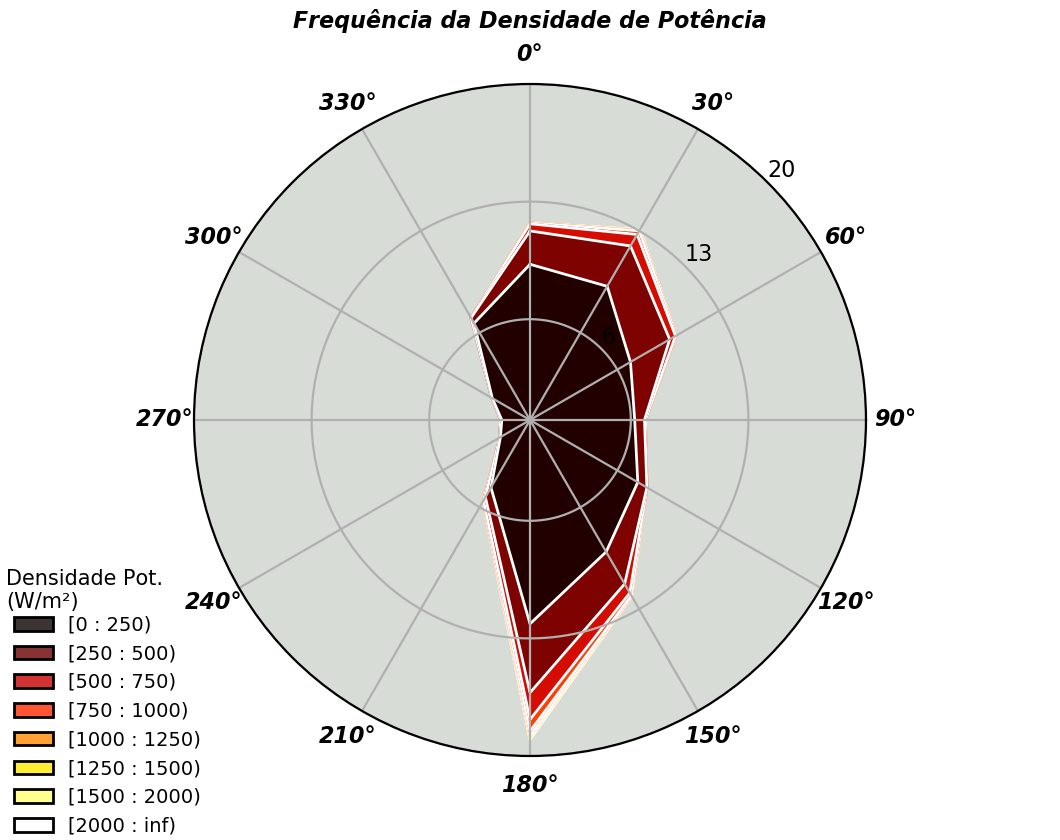 Frequência da Densidade de Potência
0°
330°
30°
20
300°
60°
13
6
270°
90°
Densidade Pot.
(W/m²)
240°
120°
[0 : 250)
[250 : 500)
[500 : 750)
[750 : 1000)
[1000 : 1250)
[1250 : 1500)
[1500 : 2000)
[2000 : inf)
210°
150°
180°